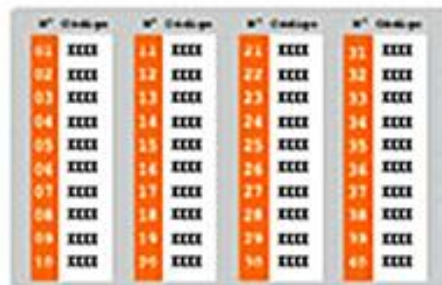 Nº Código Nº Código Nº Código Nº Código
01 XXXX 11 XXXX 21 XXXX 31 XXXX
02 XXXX 12 XXXX 22 XXXX 32 XXXX
03 XXXX 13 XXXX 23 XXXX 33 XXXX
04 XXXX 14 XXXX 24 XXXX 34 XXXX
05 XXXX 15 XXXX 25 XXXX 35 XXXX
06 XXXX 16 XXXX 26 XXXX 36 XXXX
07 XXXX 17 XXXX 27 XXXX 37 XXXX
08 XXXX 18 XXXX 28 XXXX 38 XXXX
09 XXXX 19 XXXX 29 XXXX 39 XXXX
10 XXXX 20 XXXX 30 XXXX 40 XXXX